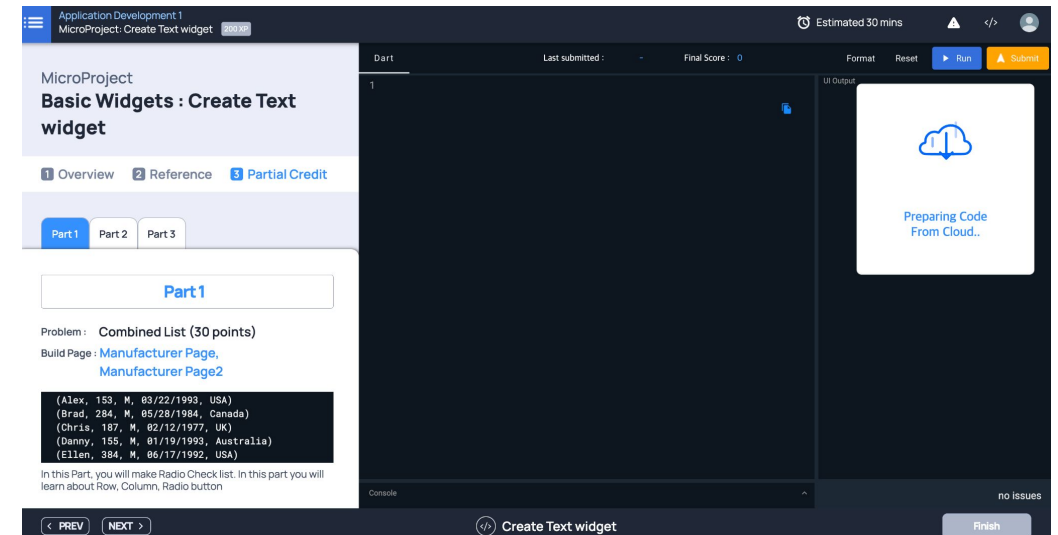 Application Development 1
MicroProject: Create Text widget 200 XP
Estimated 30 mins
</>
MicroProject
Basic Widgets : Create Text
widget
1 Overview 2 Reference 3 Partial Credit
Part 1 Part 2 Part 3
Part 1
Problem : Combined List (30 points)
Build Page : Manufacturer Page,
Manufacturer Page2
(Alex, 153, M, 03/22/1993, USA)
(Brad, 284, M, 05/28/1984, Canada)
(Chris, 187, M, 02/12/1977, UK)
(Danny, 155, M, 01/19/1993, Australia)
(Ellen, 384, M, 06/17/1992, USA)
In this Part, you will make Radio Check list. In this part you will
learn about Row, Column, Radio button
Dart Last submitted : - Final Score : 0 Format Reset Run Submit
1
UI Output
Preparing Code
From Cloud..
Console
no issues
< PREV NEXT >
</> Create Text widget
Finish